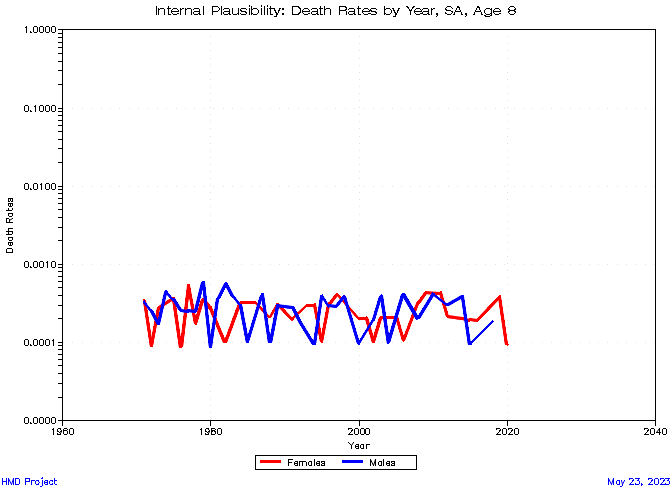 Internal Plausibility: Death Rates by Year, SA, Age 8
1.0000
0.1000
0.0100
0.0010
0.0001
0.0000
Death Rates
1960
1980
2000
2020
2040
Year
Females
Males
HMD Project
May 23, 2023